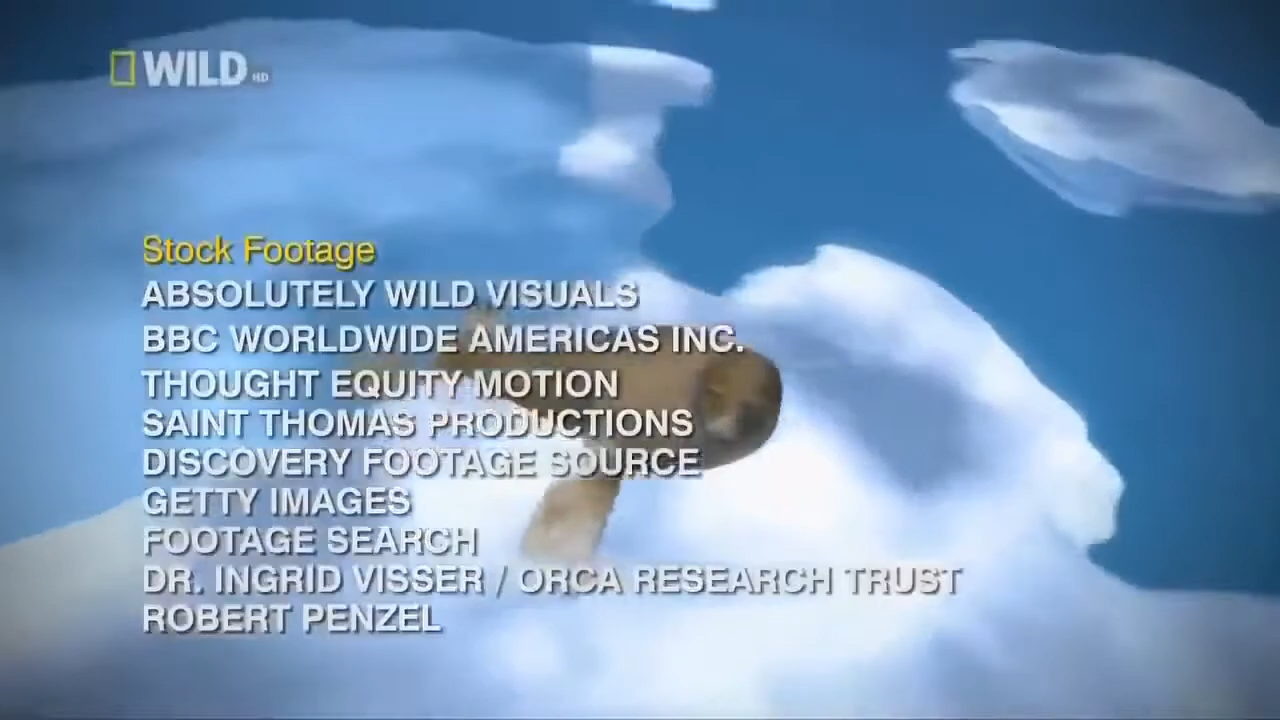 WILD HD
Stock Footage
ABSOLUTELY WILD VISUALS
BBC WORLDWIDE AMERICAS INC.
THOUGHT EQUITY MOTION
SAINT THOMAS PRODUCTIONS
DISCOVERY FOOTAGE SOURCE
GETTY IMAGES
FOOTAGE SEARCH
DR. INGRID VISSER / ORCA RESEARCH TRUST
ROBERT PENZEL